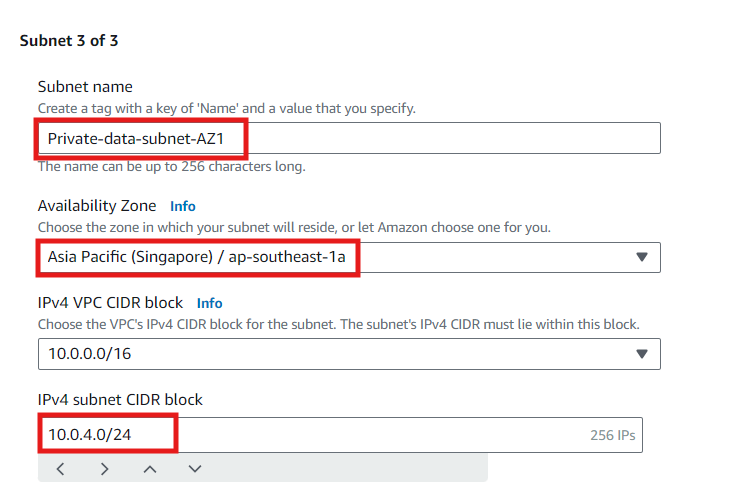 Subnet 3 of 3
Subnet name
Create a tag with a key of 'Name' and a value that you specify.
Private-data-subnet-AZ1
The name can be up to 256 characters long.
Availability Zone Info
Choose the zone in which your subnet will reside, or let Amazon choose one for you.
Asia Pacific (Singapore) / ap-southeast-1a
IPv4 VPC CIDR block Info
Choose the VPC's IPv4 CIDR block for the subnet. The subnet's IPv4 CIDR must lie within this block.
10.0.0.0/16
IPv4 subnet CIDR block
10.0.4.0/24 256 IPs